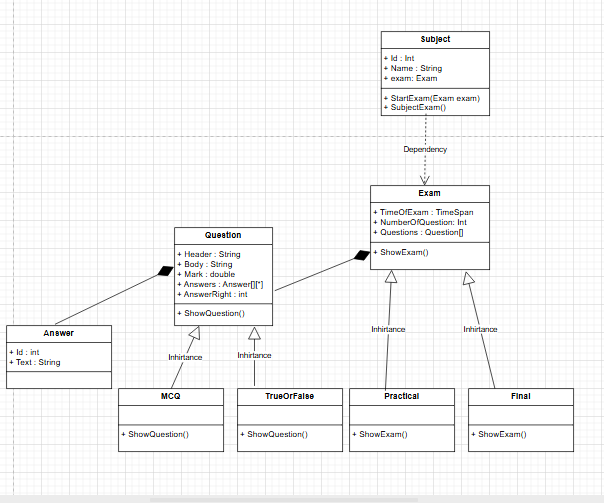 Subject
+ Id : Int
+ Name : String
+ exam: Exam
+ StartExam(Exam exam)
+ SubjectExam()
Dependency
Exam
+ TimeOfExam : TimeSpan
+ NumberOfQuestion: Int
+ Questions : Question[]
+ ShowExam()
Question
+ Header : String
+ Body : String
+ Mark : double
+ Answers : Answer[][*]
+ AnswerRight : int
+ ShowQuestion()
Answer
+ Id : int
+ Text : String
Inhirtance
Inhirtance
Inhirtance
Inhirtance
MCQ
+ ShowQuestion()
TrueOrFalse
+ ShowQuestion()
Practical
+ ShowExam()
Final
+ ShowExam()